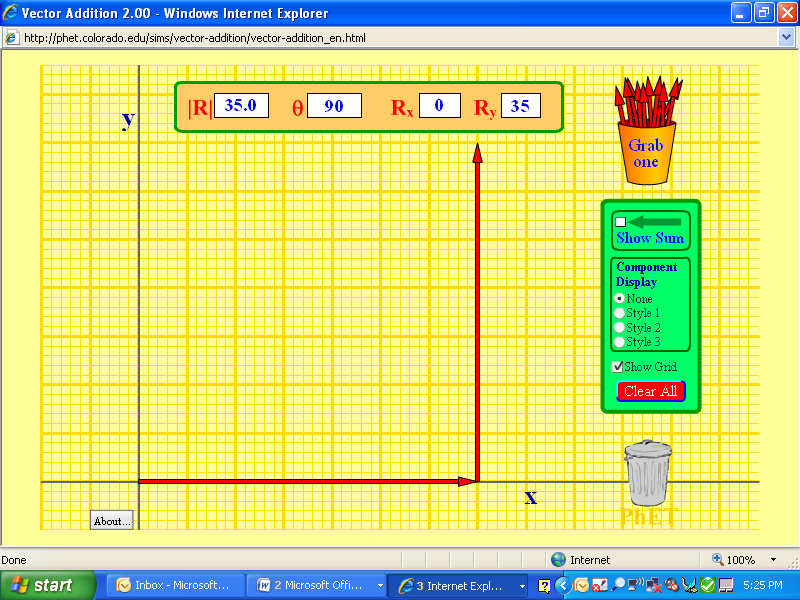 Vector Addition 2.00 - Windows Internet Explorer
http://phet.colorado.edu/sims/vector-addition/vector-addition_en.html
y
|R| 35.0 θ 90 Rx 0 Ry 35
Grab
one
Show Sum
Component
Display
None
Style 1
Style 2
Style 3
Show Grid
Clear All
x
About...
PhET
Done
Internet
100%
start
Inbox - Microsoft...
2 Microsoft Offi...
3 Internet Expl...
5:25 PM